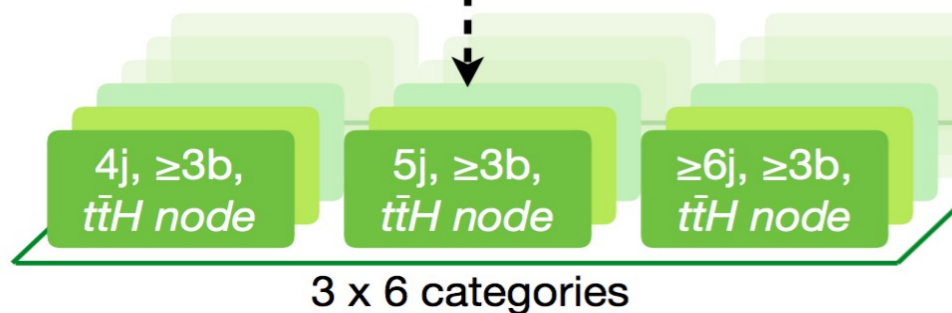 4j, ≥3b,
tt̄H node
5j, ≥3b,
tt̄H node
≥6j, ≥3b,
tt̄H node
3 x 6 categories